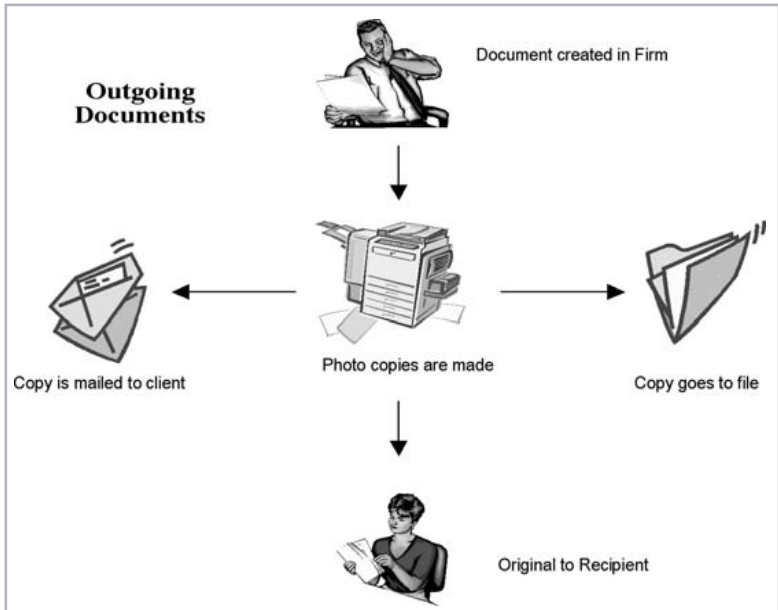 Document created in Firm
Outgoing
Documents
Photo copies are made
Copy is mailed to client
Copy goes to file
Original to Recipient